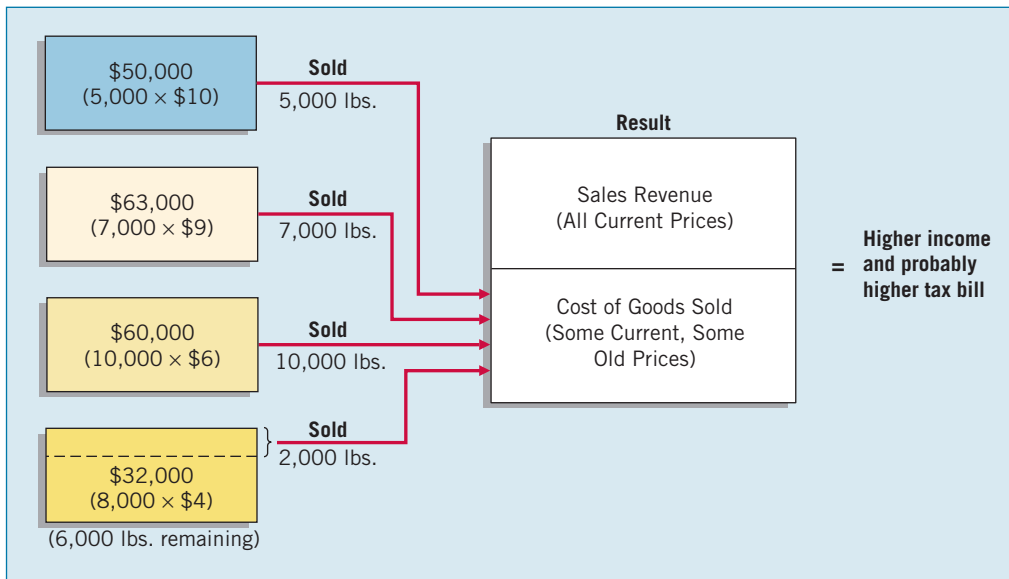 $50,000
(5,000 × $10)
Sold
5,000 lbs.
$63,000
(7,000 × $9)
Sold
7,000 lbs.
$60,000
(10,000 × $6)
Sold
10,000 lbs.
$32,000
(8,000 × $4)
Sold
2,000 lbs.
(6,000 lbs. remaining)
Result
Sales Revenue
(All Current Prices)
Cost of Goods Sold
(Some Current, Some
Old Prices)
Higher income
= and probably
higher tax bill